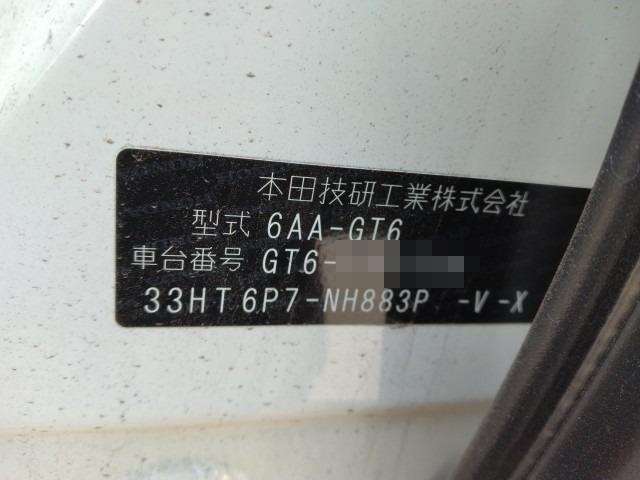 本田技研工業株式会社
型式 6AA-GT6
車台番号 GT6-
33HT6P7-NH883P -V-X